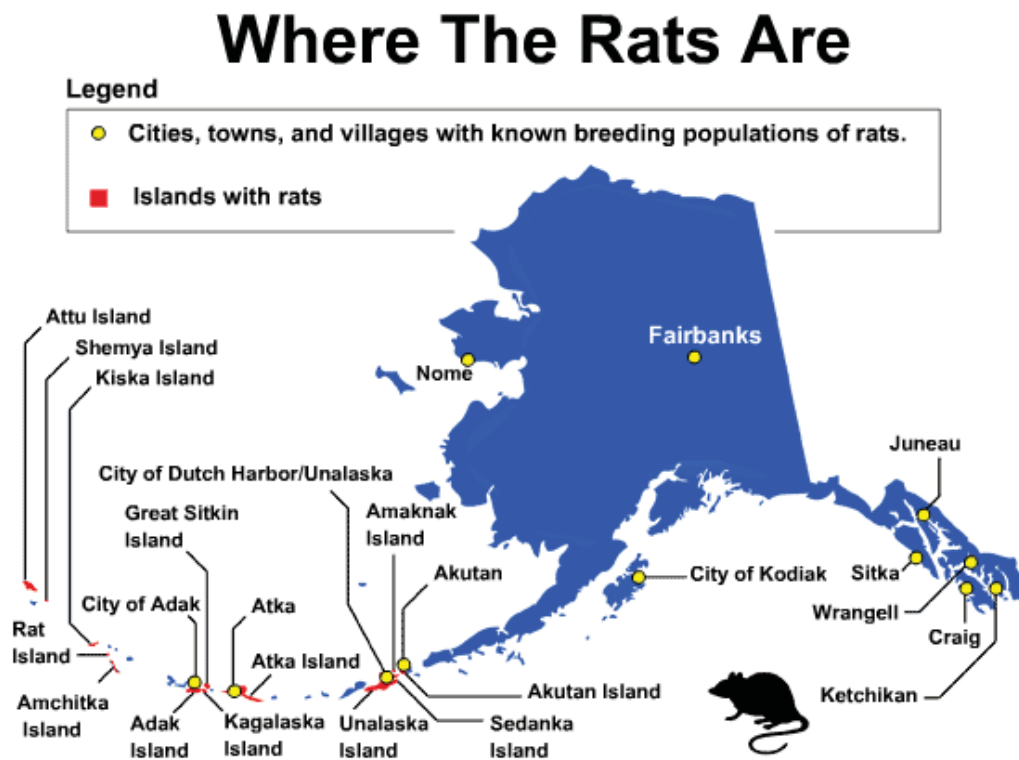 Where The Rats Are
Legend
Cities, towns, and villages with known breeding populations of rats.
Islands with rats
Attu Island
Shemya Island
Kiska Island
Fairbanks
Nome
Juneau
City of Dutch Harbor/Unalaska
Great Sitkin
Island
Amaknak
Island
Akutan
City of Kodiak
Sitka
Wrangell
Craig
Ketchikan
City of Adak
Atka
Rat
Island
Atka Island
Akutan Island
Amchitka
Island
Adak
Island
Kagalaska
Island
Unalaska
Island
Sedanka
Island